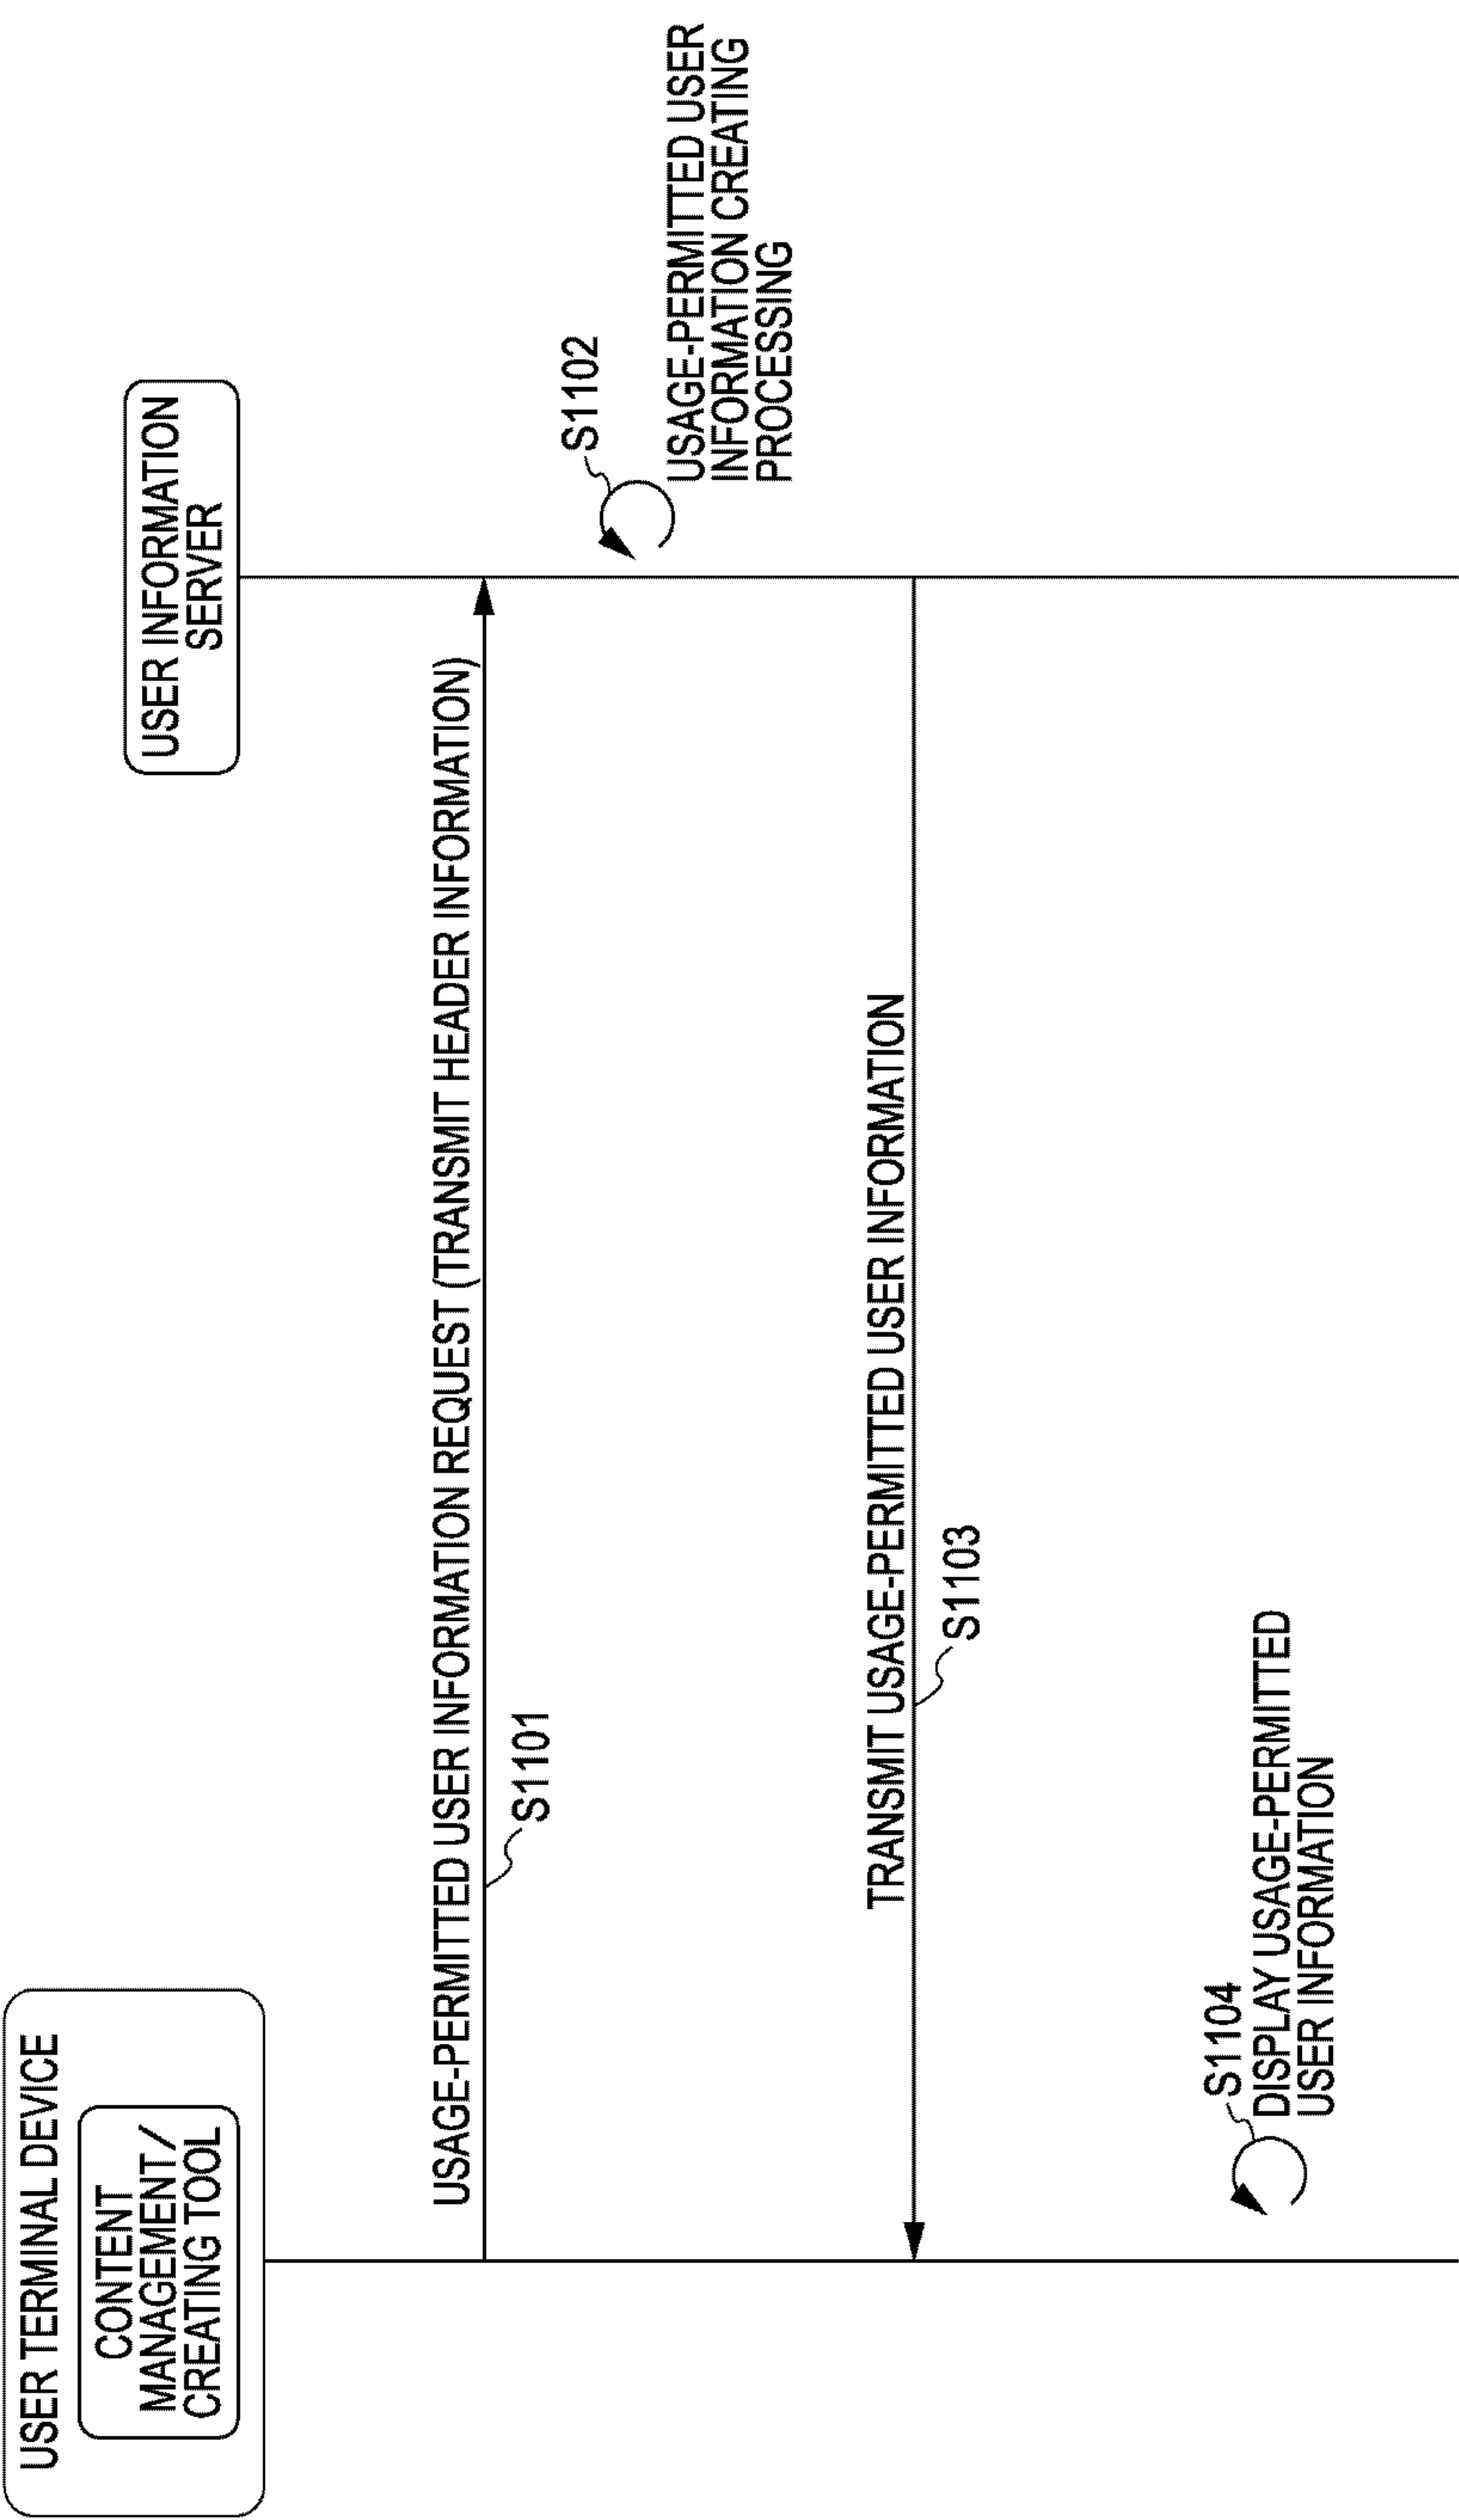 USER TERMINAL DEVICE
CONTENT
MANAGEMENT/
CREATING TOOL
USER INFORMATION
SERVER
USAGE-PERMITTED USER INFORMATION REQUEST (TRANSMIT HEADER INFORMATION)
S1101
S1102
USAGE-PERMITTED USER
INFORMATION CREATING
PROCESSING
TRANSMIT USAGE-PERMITTED USER INFORMATION
S1103
S1104
DISPLAY USAGE-PERMITTED
USER INFORMATION